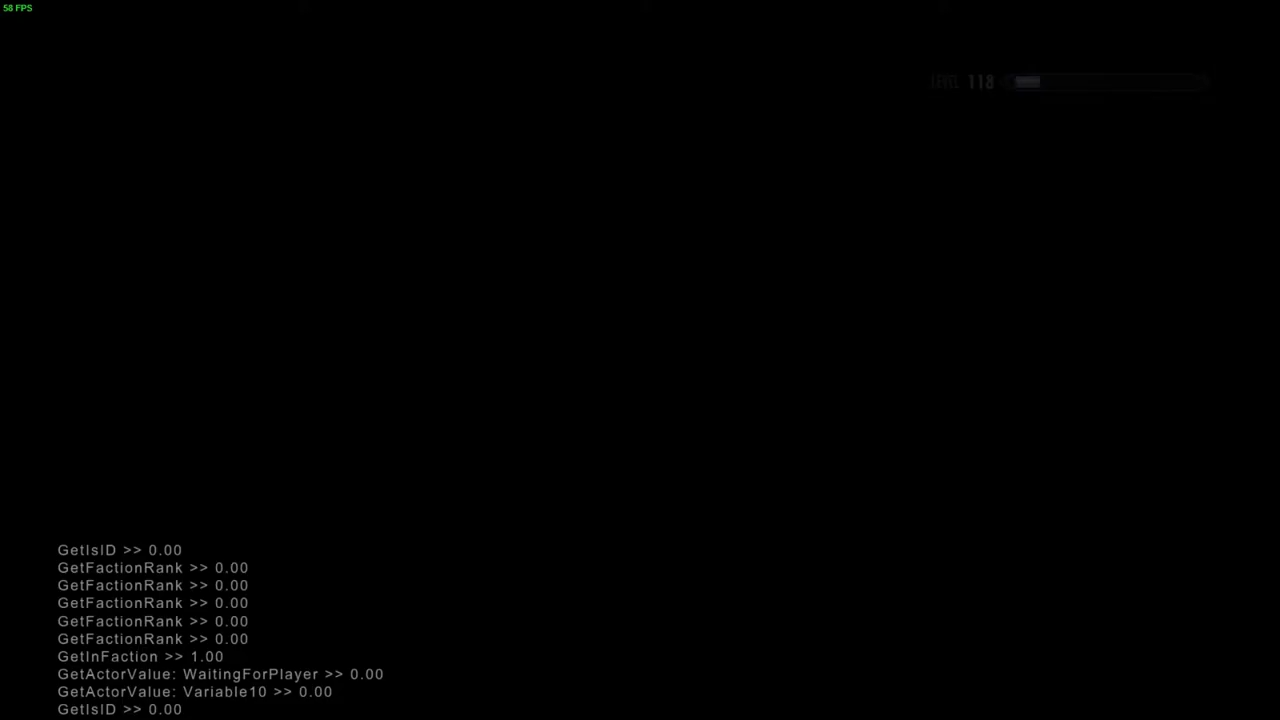 58 FPS
LEVEL 118
GetIsID >> 0.00
GetFactionRank >> 0.00
GetFactionRank >> 0.00
GetFactionRank >> 0.00
GetFactionRank >> 0.00
GetFactionRank >> 0.00
GetInFaction >> 1.00
GetActorValue: WaitingForPlayer >> 0.00
GetActorValue: Variable10 >> 0.00
GetIsID >> 0.00